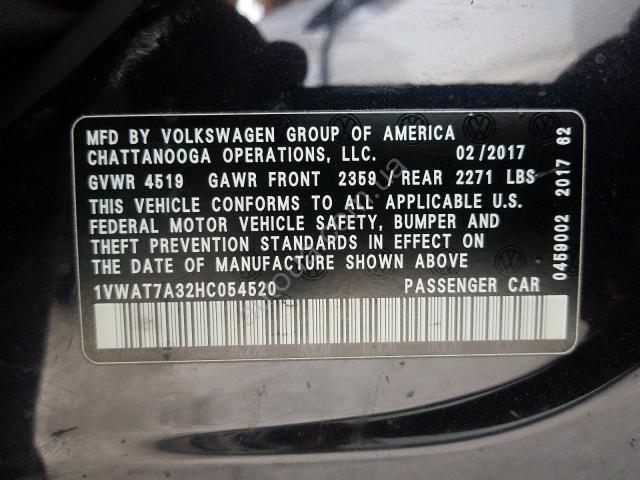 MFD BY VOLKSWAGEN GROUP OF AMERICA
CHATTANOOGA OPERATIONS, LLC. 02/2017
GVWR 4519 GAWR FRONT 2359 / REAR 2271 LBS
THIS VEHICLE CONFORMS TO ALL APPLICABLE U.S.
FEDERAL MOTOR VEHICLE SAFETY, BUMPER AND
THEFT PREVENTION STANDARDS IN EFFECT ON
THE DATE OF MANUFACTURE SHOWN ABOVE
1VWAT7A32HC054520 PASSENGER CAR
0459002 2017 62